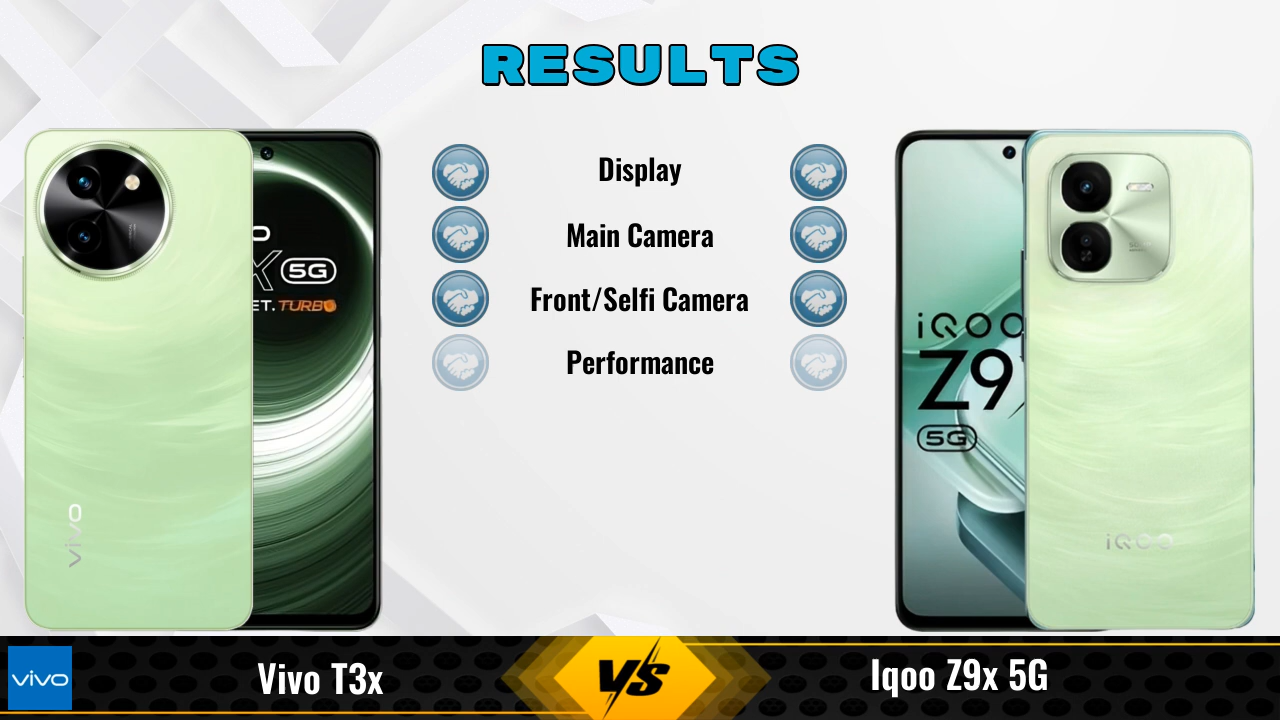 RESULTS
Display
Main Camera
Front/Selfi Camera
Performance
5G
ET.TURBO
vivo
iQOO
Z9
5G
iQOO
vivo
Vivo T3x
VS
Iqoo Z9x 5G